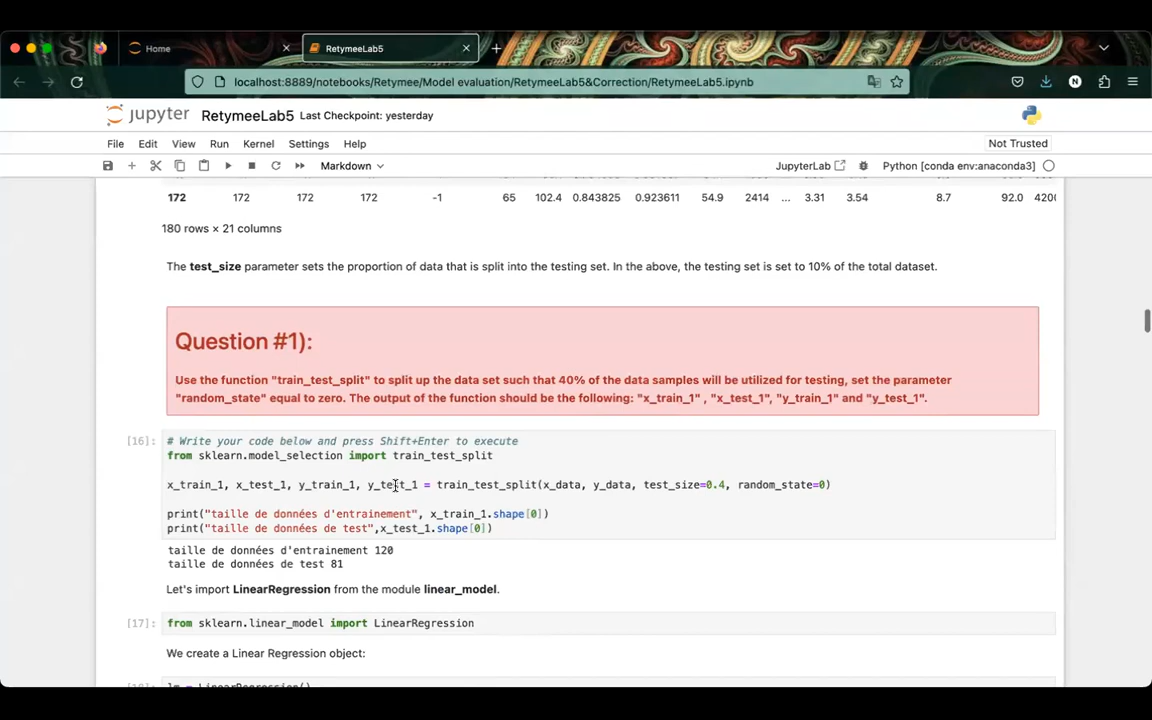 Home
RetymeeLab5
localhost:8889/notebooks/Retymee/Model evaluation/RetymeeLab5&Correction/RetymeeLab5.ipynb
N
jupyter RetymeeLab5 Last Checkpoint: yesterday
File Edit View Run Kernel Settings Help Not Trusted
Markdown JupyterLab Python [conda env:anaconda3]
172 172 172 172 -1 65 102.4 0.843825 0.923611 54.9 2414 ... 3.31 3.54 8.7 92.0 4200
180 rows × 21 columns
The test_size parameter sets the proportion of data that is split into the testing set. In the above, the testing set is set to 10% of the total dataset.
Question #1):
Use the function "train_test_split" to split up the data set such that 40% of the data samples will be utilized for testing, set the parameter
"random_state" equal to zero. The output of the function should be the following: "x_train_1" , "x_test_1", "y_train_1" and "y_test_1".
[16]: # Write your code below and press Shift+Enter to execute
from sklearn.model_selection import train_test_split
x_train_1, x_test_1, y_train_1, y_test_1 = train_test_split(x_data, y_data, test_size=0.4, random_state=0)
print("taille de données d'entrainement", x_train_1.shape[0])
print("taille de données de test",x_test_1.shape[0])
taille de données d'entrainement 120
taille de données de test 81
Let's import LinearRegression from the module linear_model.
[17]: from sklearn.linear_model import LinearRegression
We create a Linear Regression object: